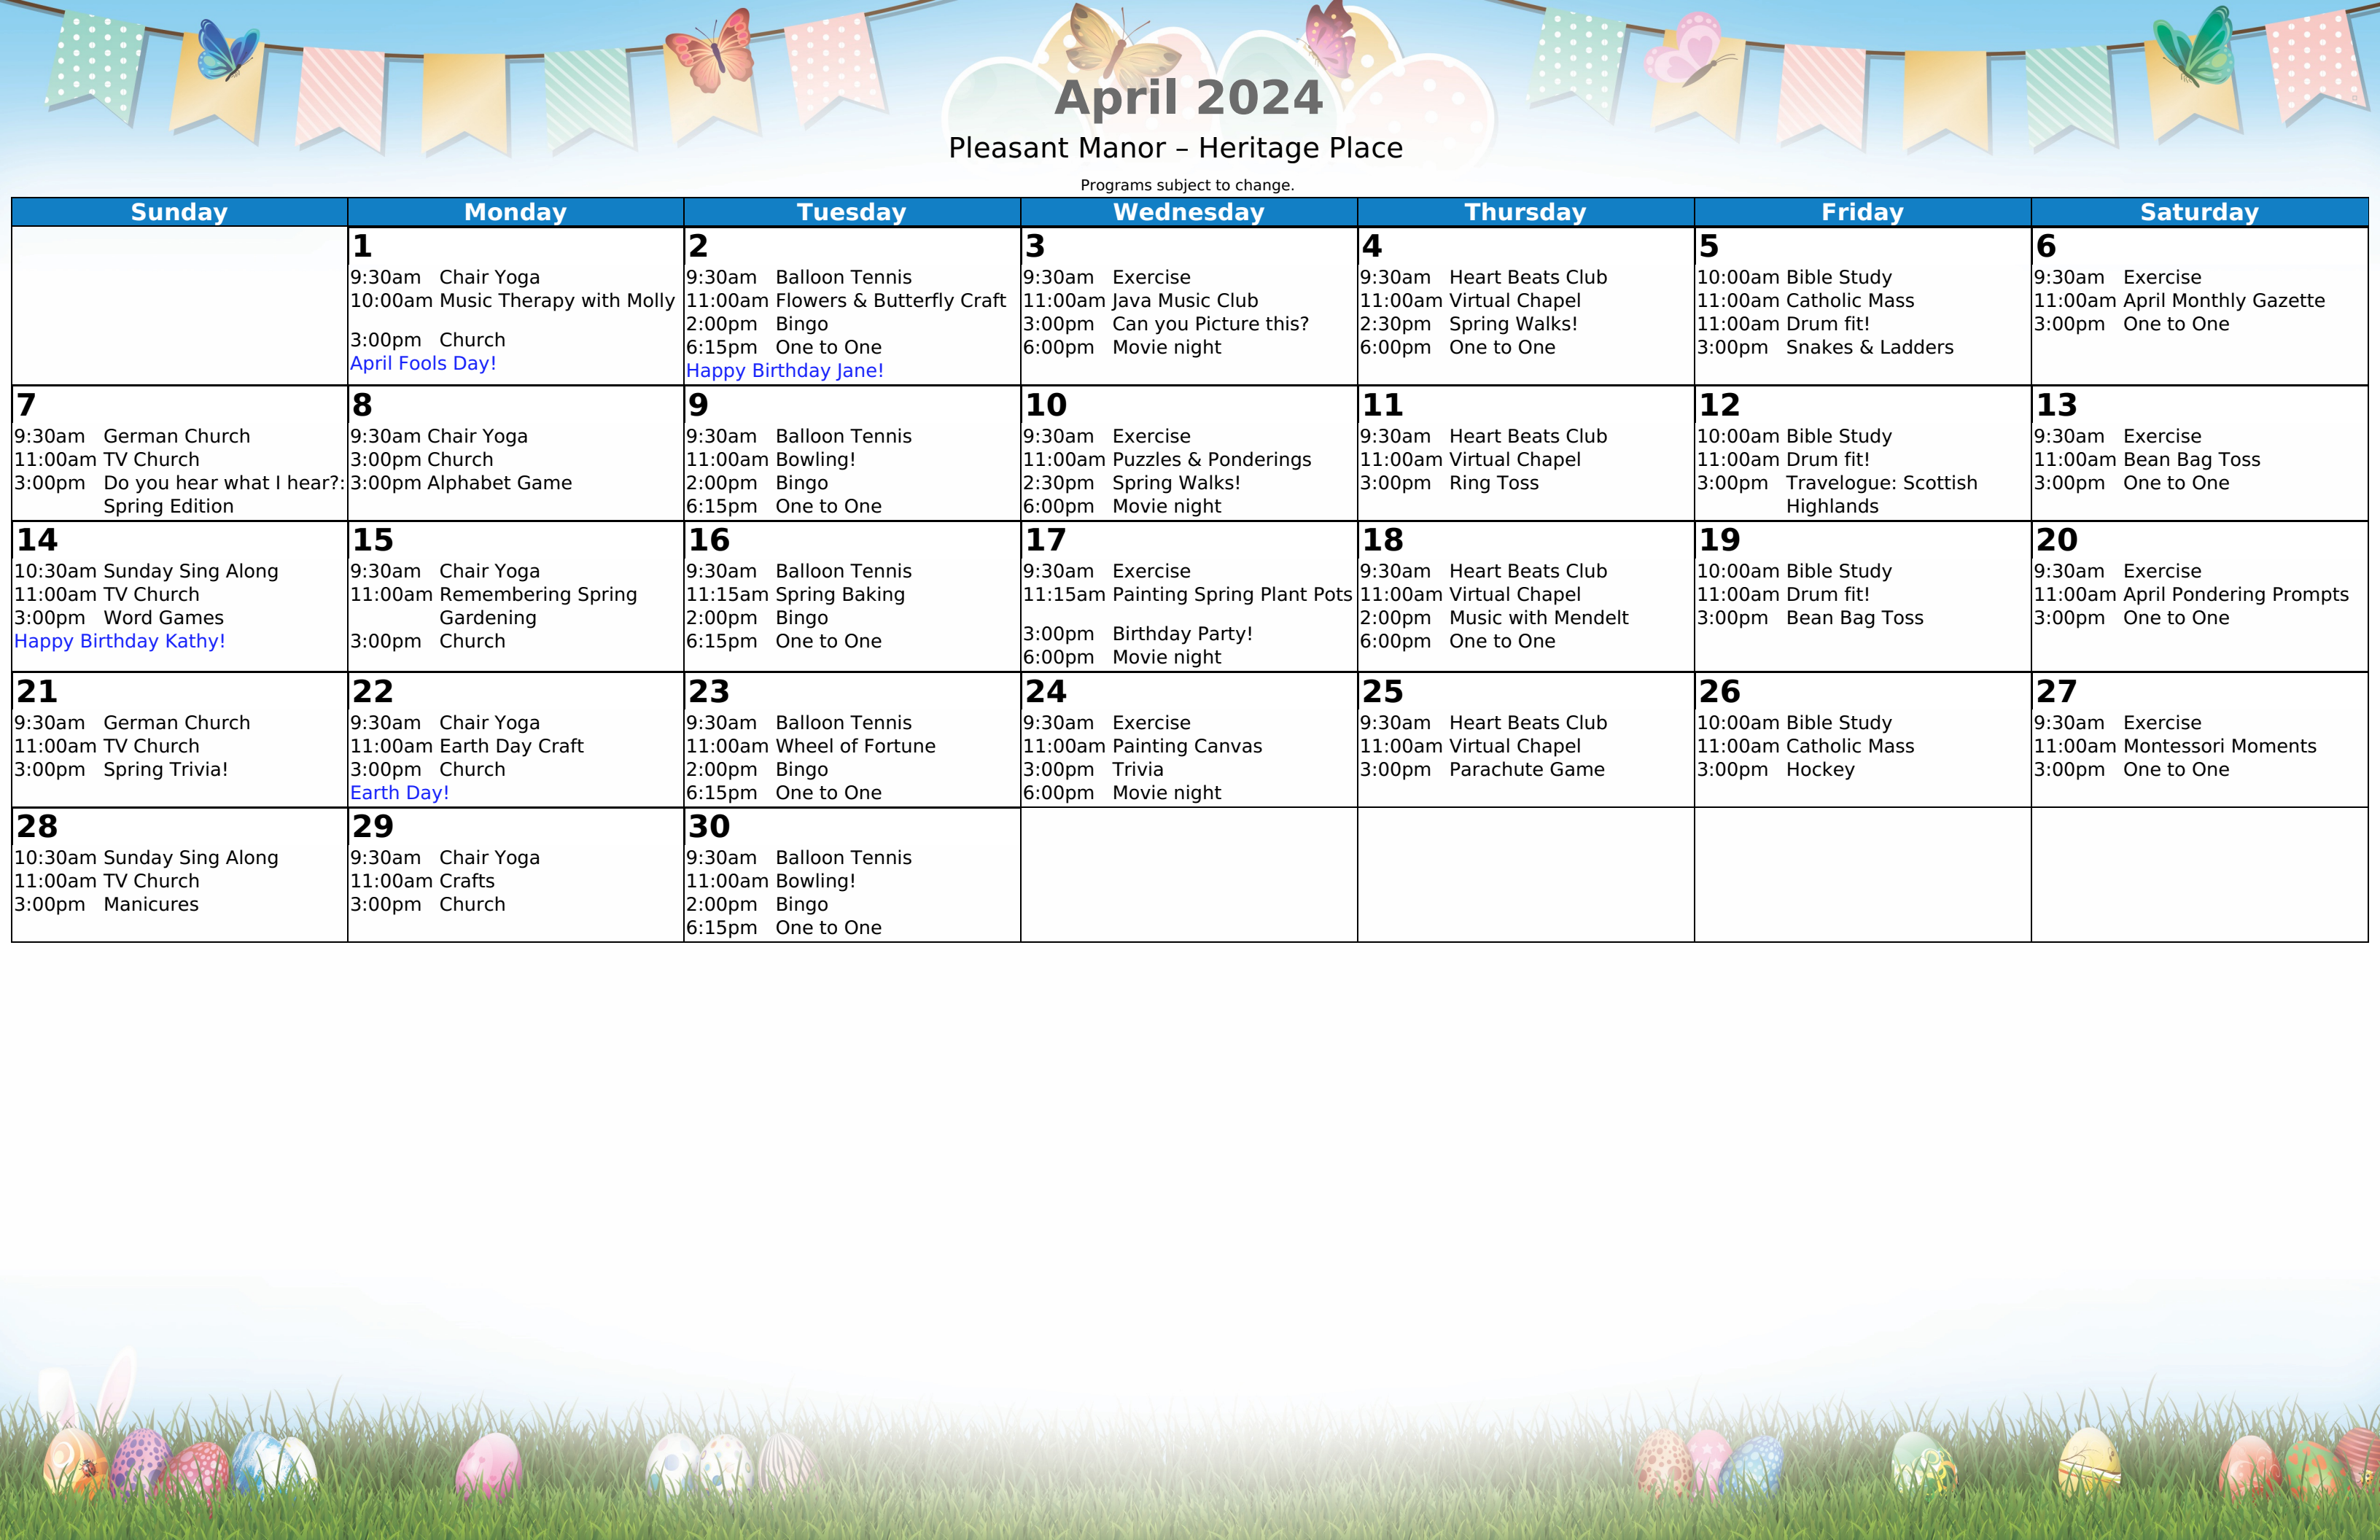 April 2024
Pleasant Manor – Heritage Place
Programs subject to change.
Sunday Monday Tuesday Wednesday Thursday Friday Saturday
1
9:30am Chair Yoga
10:00am Music Therapy with Molly
3:00pm Church
April Fools Day!
2
9:30am Balloon Tennis
11:00am Flowers & Butterfly Craft
2:00pm Bingo
6:15pm One to One
Happy Birthday Jane!
3
9:30am Exercise
11:00am Java Music Club
3:00pm Can you Picture this?
6:00pm Movie night
4
9:30am Heart Beats Club
11:00am Virtual Chapel
2:30pm Spring Walks!
6:00pm One to One
5
10:00am Bible Study
11:00am Catholic Mass
11:00am Drum fit!
3:00pm Snakes & Ladders
6
9:30am Exercise
11:00am April Monthly Gazette
3:00pm One to One
7
9:30am German Church
11:00am TV Church
3:00pm Do you hear what I hear?:
Spring Edition
8
9:30am Chair Yoga
3:00pm Church
3:00pm Alphabet Game
9
9:30am Balloon Tennis
11:00am Bowling!
2:00pm Bingo
6:15pm One to One
10
9:30am Exercise
11:00am Puzzles & Ponderings
2:30pm Spring Walks!
6:00pm Movie night
11
9:30am Heart Beats Club
11:00am Virtual Chapel
3:00pm Ring Toss
12
10:00am Bible Study
11:00am Drum fit!
3:00pm Travelogue: Scottish
Highlands
13
9:30am Exercise
11:00am Bean Bag Toss
3:00pm One to One
14
10:30am Sunday Sing Along
11:00am TV Church
3:00pm Word Games
Happy Birthday Kathy!
15
9:30am Chair Yoga
11:00am Remembering Spring
Gardening
3:00pm Church
16
9:30am Balloon Tennis
11:15am Spring Baking
2:00pm Bingo
6:15pm One to One
17
9:30am Exercise
11:15am Painting Spring Plant Pots
3:00pm Birthday Party!
6:00pm Movie night
18
9:30am Heart Beats Club
11:00am Virtual Chapel
2:00pm Music with Mendelt
6:00pm One to One
19
10:00am Bible Study
11:00am Drum fit!
3:00pm Bean Bag Toss
20
9:30am Exercise
11:00am April Pondering Prompts
3:00pm One to One
21
9:30am German Church
11:00am TV Church
3:00pm Spring Trivia!
22
9:30am Chair Yoga
11:00am Earth Day Craft
3:00pm Church
Earth Day!
23
9:30am Balloon Tennis
11:00am Wheel of Fortune
2:00pm Bingo
6:15pm One to One
24
9:30am Exercise
11:00am Painting Canvas
3:00pm Trivia
6:00pm Movie night
25
9:30am Heart Beats Club
11:00am Virtual Chapel
3:00pm Parachute Game
26
10:00am Bible Study
11:00am Catholic Mass
3:00pm Hockey
27
9:30am Exercise
11:00am Montessori Moments
3:00pm One to One
28
10:30am Sunday Sing Along
11:00am TV Church
3:00pm Manicures
29
9:30am Chair Yoga
11:00am Crafts
3:00pm Church
30
9:30am Balloon Tennis
11:00am Bowling!
2:00pm Bingo
6:15pm One to One